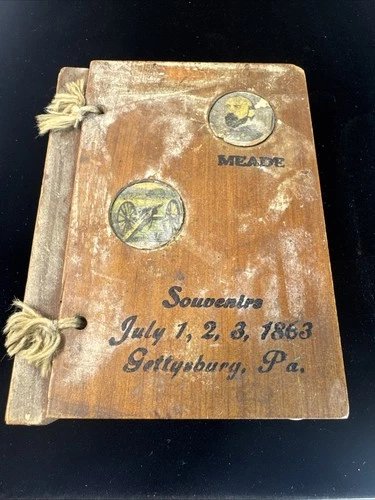 MEADE
Souvenirs
July 1, 2, 3, 1863
Gettysburg, Pa.